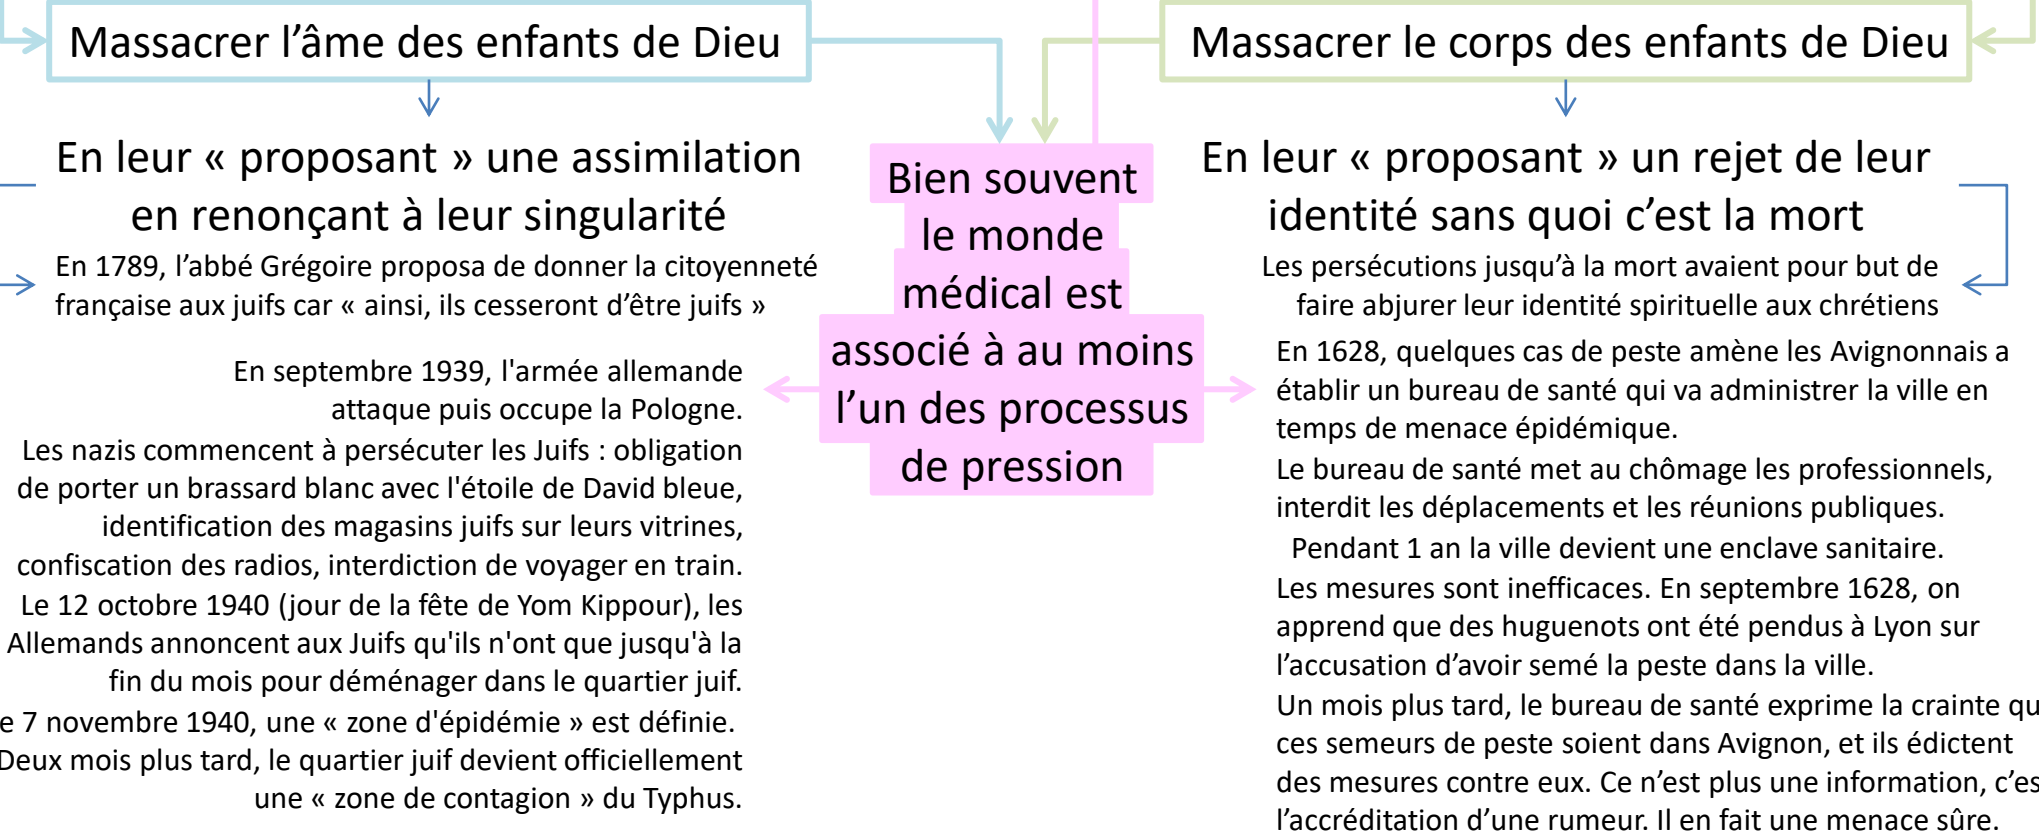 Massacrer l’âme des enfants de Dieu
En leur « proposant » une assimilation
en renonçant à leur singularité
En 1789, l’abbé Grégoire proposa de donner la citoyenneté
française aux juifs car « ainsi, ils cesseront d’être juifs »
En septembre 1939, l'armée allemande
attaque puis occupe la Pologne.
Les nazis commencent à persécuter les Juifs : obligation
de porter un brassard blanc avec l'étoile de David bleue,
identification des magasins juifs sur leurs vitrines,
confiscation des radios, interdiction de voyager en train.
Le 12 octobre 1940 (jour de la fête de Yom Kippour), les
Allemands annoncent aux Juifs qu'ils n'ont que jusqu'à la
fin du mois pour déménager dans le quartier juif.
e 7 novembre 1940, une « zone d'épidémie » est définie.
Deux mois plus tard, le quartier juif devient officiellement
une « zone de contagion » du Typhus.
Bien souvent
le monde
médical est
associé à au moins
l’un des processus
de pression
Massacrer le corps des enfants de Dieu
En leur « proposant » un rejet de leur
identité sans quoi c’est la mort
Les persécutions jusqu’à la mort avaient pour but de
faire abjurer leur identité spirituelle aux chrétiens
En 1628, quelques cas de peste amène les Avignonnais a
établir un bureau de santé qui va administrer la ville en
temps de menace épidémique.
Le bureau de santé met au chômage les professionnels,
interdit les déplacements et les réunions publiques.
Pendant 1 an la ville devient une enclave sanitaire.
Les mesures sont inefficaces. En septembre 1628, on
apprend que des huguenots ont été pendus à Lyon sur
l’accusation d’avoir semé la peste dans la ville.
Un mois plus tard, le bureau de santé exprime la crainte qu
ces semeurs de peste soient dans Avignon, et ils édictent
des mesures contre eux. Ce n’est plus une information, c’es
l’accréditation d’une rumeur. Il en fait une menace sûre.